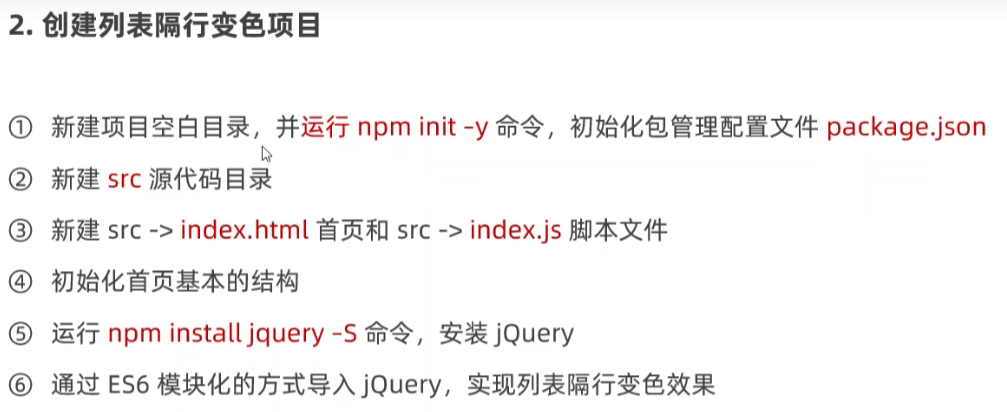 2. 创建列表隔行变色项目
① 新建项目空白目录，并运行 npm init –y 命令，初始化包管理配置文件 package.json
② 新建 src 源代码目录
③ 新建 src -> index.html 首页和 src -> index.js 脚本文件
④ 初始化首页基本的结构
⑤ 运行 npm install jquery –S 命令，安装 jQuery
⑥ 通过 ES6 模块化的方式导入 jQuery，实现列表隔行变色效果